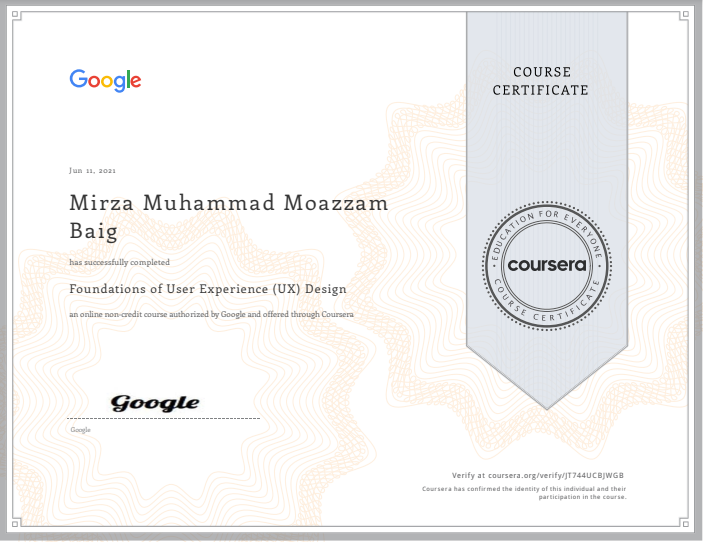 Google
COURSE
CERTIFICATE
Jun 11, 2021
Mirza Muhammad Moazzam
Baig
has successfully completed
Foundations of User Experience (UX) Design
an online non-credit course authorized by Google and offered through Coursera
EDUCATION FOR EVERYONE
coursera
COURSE CERTIFICATE
Google
Google
Verify at coursera.org/verify/JT744UCBJWGB
Coursera has confirmed the identity of this individual and their
participation in the course.